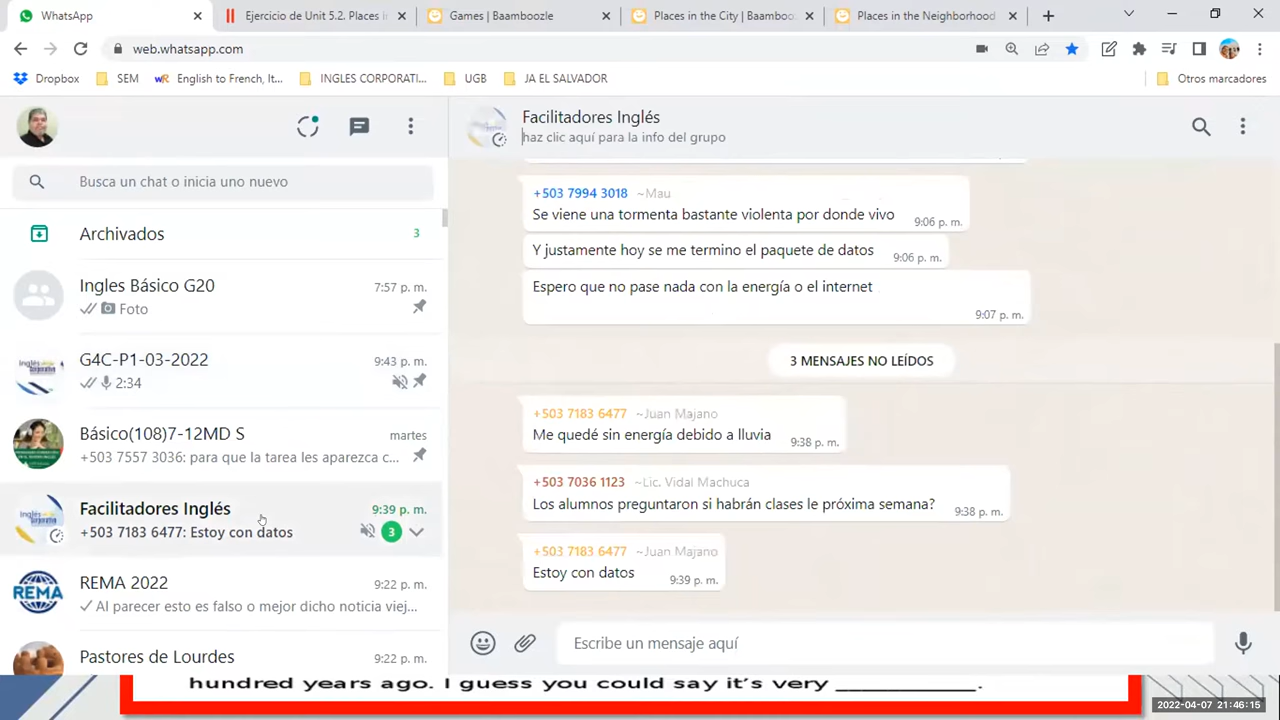 WhatsApp
Ejercicio de Unit 5.2. Places in
Games | Baamboozle
Places in the City | Baamboo
Places in the Neighborhood
web.whatsapp.com
Dropbox
SEM
wR English to French, It...
INGLES CORPORATI...
UGB
JA EL SALVADOR
Otros marcadores
Busca un chat o inicia uno nuevo
Archivados 3
Ingles Básico G20 7:57 p. m.
Foto
G4C-P1-03-2022 9:43 p. m.
2:34
Básico(108)7-12MD S martes
+503 7557 3036: para que la tarea les aparezca c...
Facilitadores Inglés 9:39 p. m.
+503 7183 6477: Estoy con datos 3
REMA 2022 9:22 p. m.
Al parecer esto es falso o mejor dicho noticia viej...
Pastores de Lourdes 9:22 p. m.
Facilitadores Inglés
haz clic aquí para la info del grupo
+503 7994 3018 ~Mau
Se viene una tormenta bastante violenta por donde vivo 9:06 p. m.
Y justamente hoy se me termino el paquete de datos 9:06 p. m.
Espero que no pase nada con la energía o el internet
9:07 p. m.
3 MENSAJES NO LEÍDOS
+503 7183 6477 ~Juan Majano
Me quedé sin energía debido a lluvia 9:38 p. m.
+503 7036 1123 ~Lic. Vidal Machuca
Los alumnos preguntaron si habrán clases le próxima semana? 9:38 p. m.
+503 7183 6477 ~Juan Majano
Estoy con datos 9:39 p. m.
Escribe un mensaje aquí
hundred years ago. I guess you could say it's very ____________.
2022-04-07 21:46:15